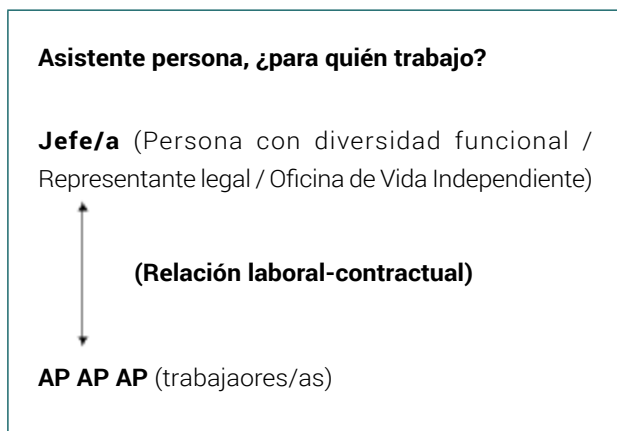 Asistente persona, ¿para quién trabajo?
Jefe/a (Persona con diversidad funcional /
Representante legal / Oficina de Vida Independiente)
(Relación laboral-contractual)
AP AP AP (trabajaores/as)